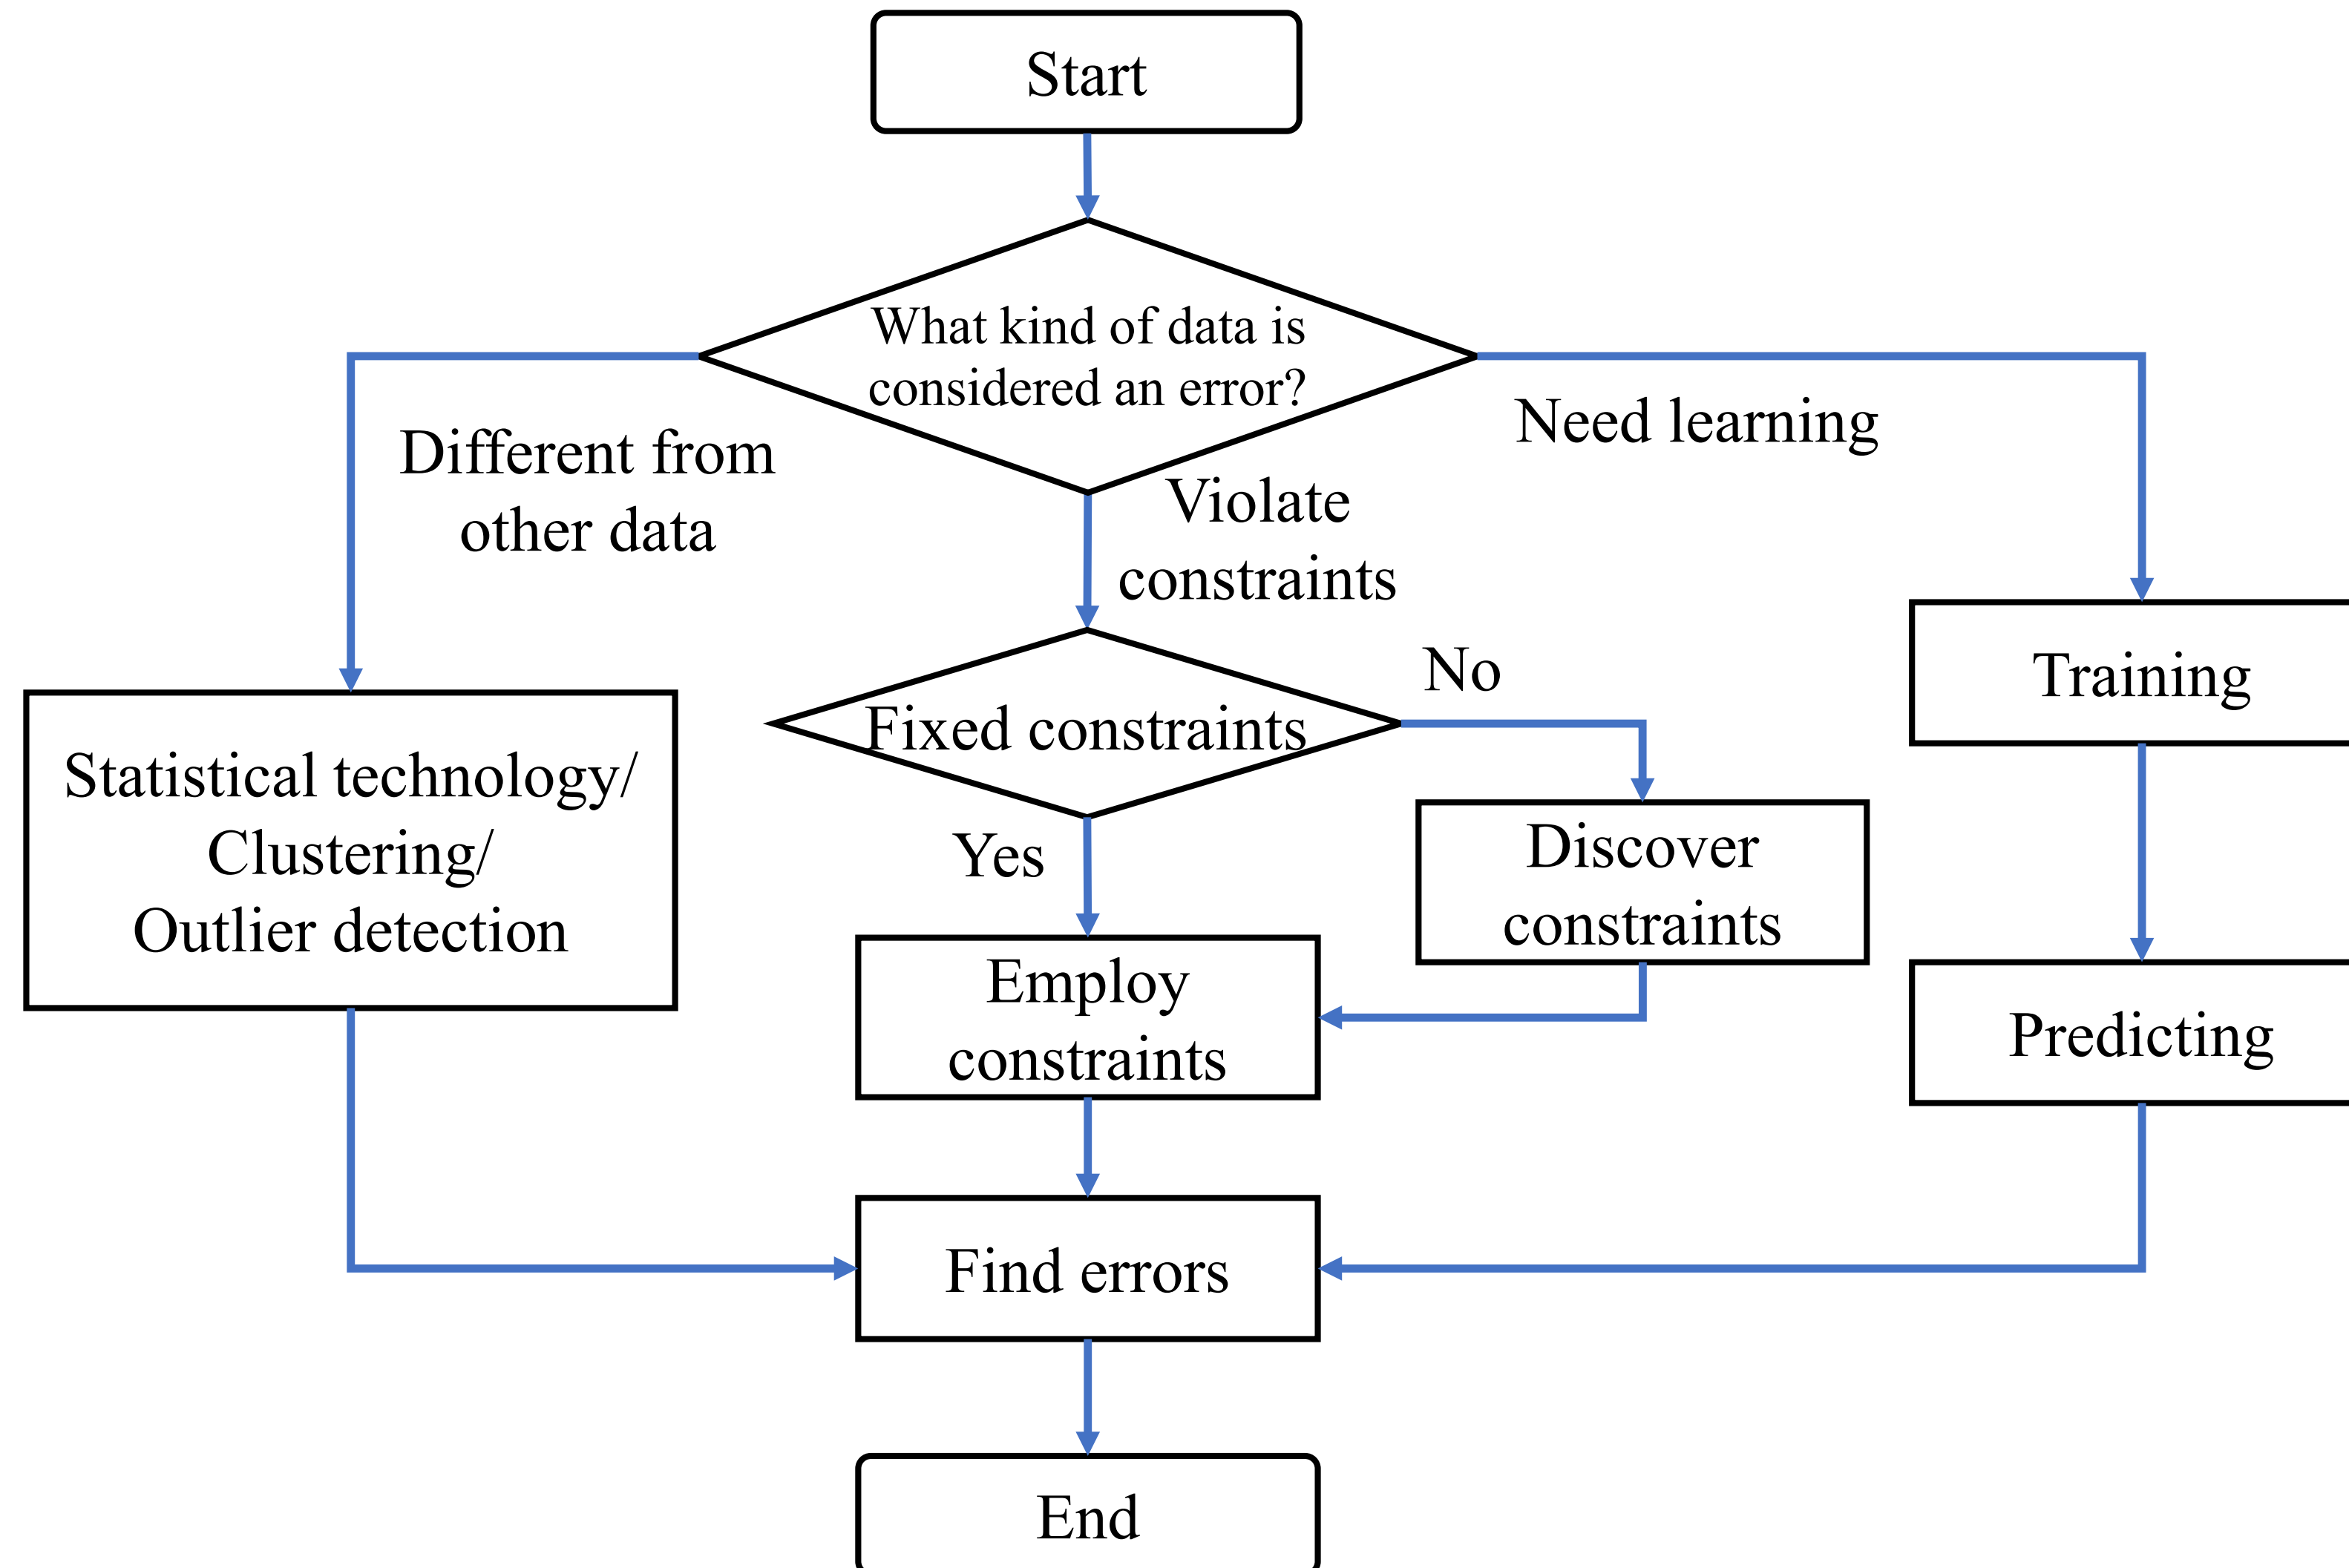 Start
What kind of data is
considered an error?
Different from
other data
Need learning
Violate
constraints
No
Training
Fixed constraints
Statistical technology/
Clustering/
Outlier detection
Yes
Discover
constraints
Employ
constraints
Predicting
Find errors
End